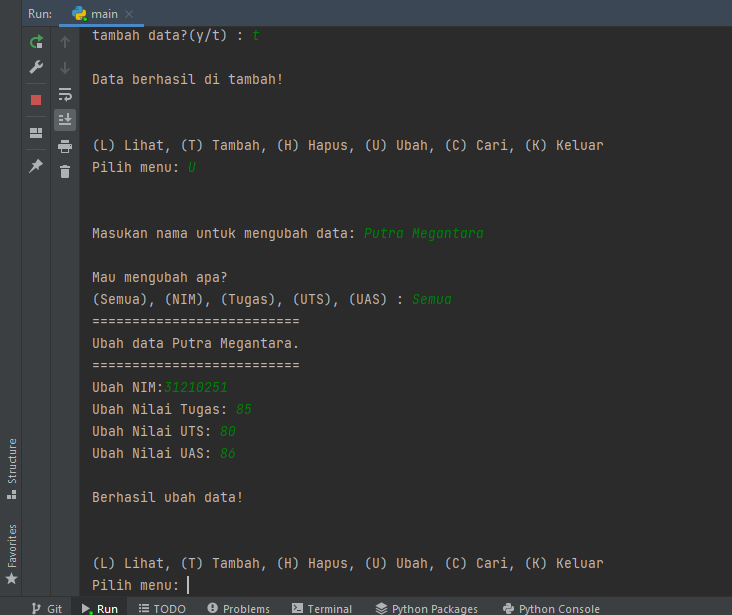 Run: main
tambah data?(y/t) : t
Data berhasil di tambah!
(L) Lihat, (T) Tambah, (H) Hapus, (U) Ubah, (C) Cari, (K) Keluar
Pilih menu: U
Masukan nama untuk mengubah data: Putra Megantara
Mau mengubah apa?
(Semua), (NIM), (Tugas), (UTS), (UAS) : Semua
==========================
Ubah data Putra Megantara.
==========================
Ubah NIM:31210251
Ubah Nilai Tugas: 85
Ubah Nilai UTS: 80
Ubah Nilai UAS: 86
Berhasil ubah data!
(L) Lihat, (T) Tambah, (H) Hapus, (U) Ubah, (C) Cari, (K) Keluar
Pilih menu:
Structure
Favorites
Git Run TODO Problems Terminal Python Packages Python Console